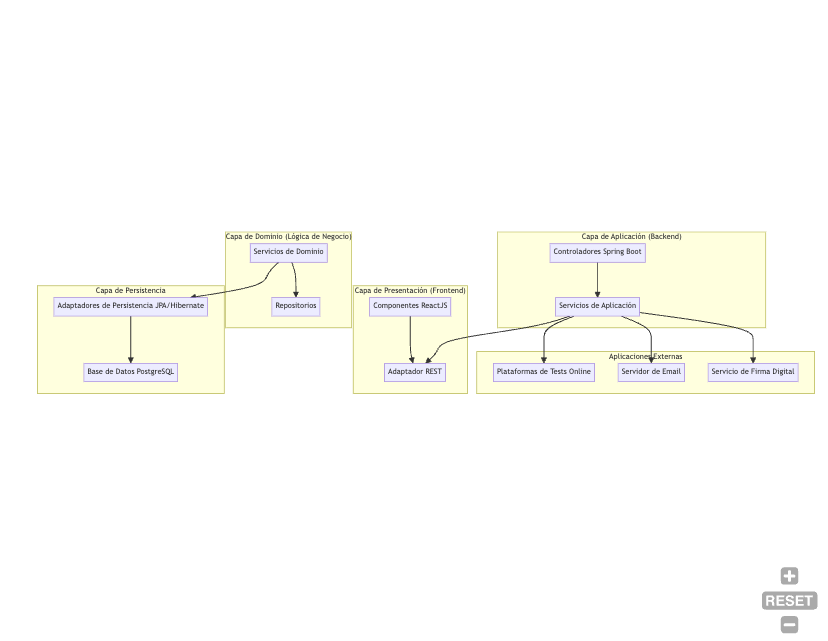 Capa de Dominio (Lógica de Negocio)
Servicios de Dominio
Repositorios
Capa de Aplicación (Backend)
Controladores Spring Boot
Servicios de Aplicación
Capa de Persistencia
Adaptadores de Persistencia JPA/Hibernate
Base de Datos PostgreSQL
Capa de Presentación (Frontend)
Componentes ReactJS
Adaptador REST
Aplicaciones Externas
Plataformas de Tests Online
Servidor de Email
Servicio de Firma Digital
RESET